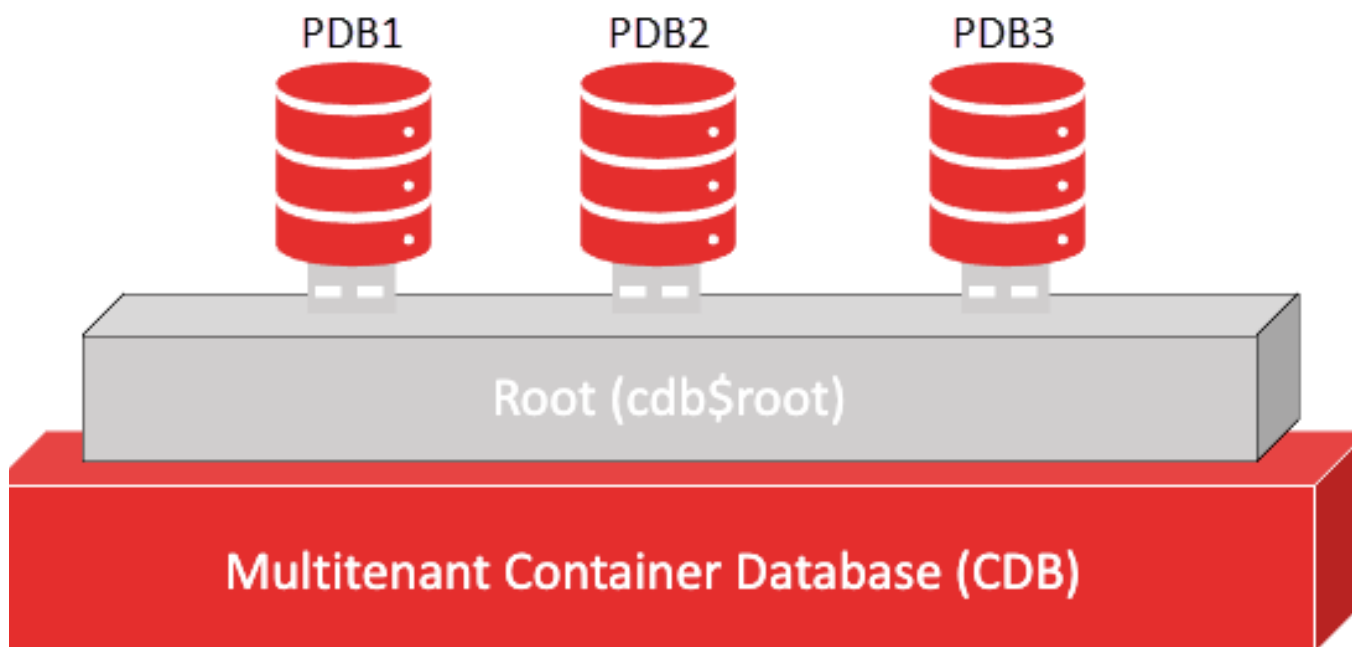 PDB1 PDB2 PDB3
Root (cdb$root)
Multitenant Container Database (CDB)